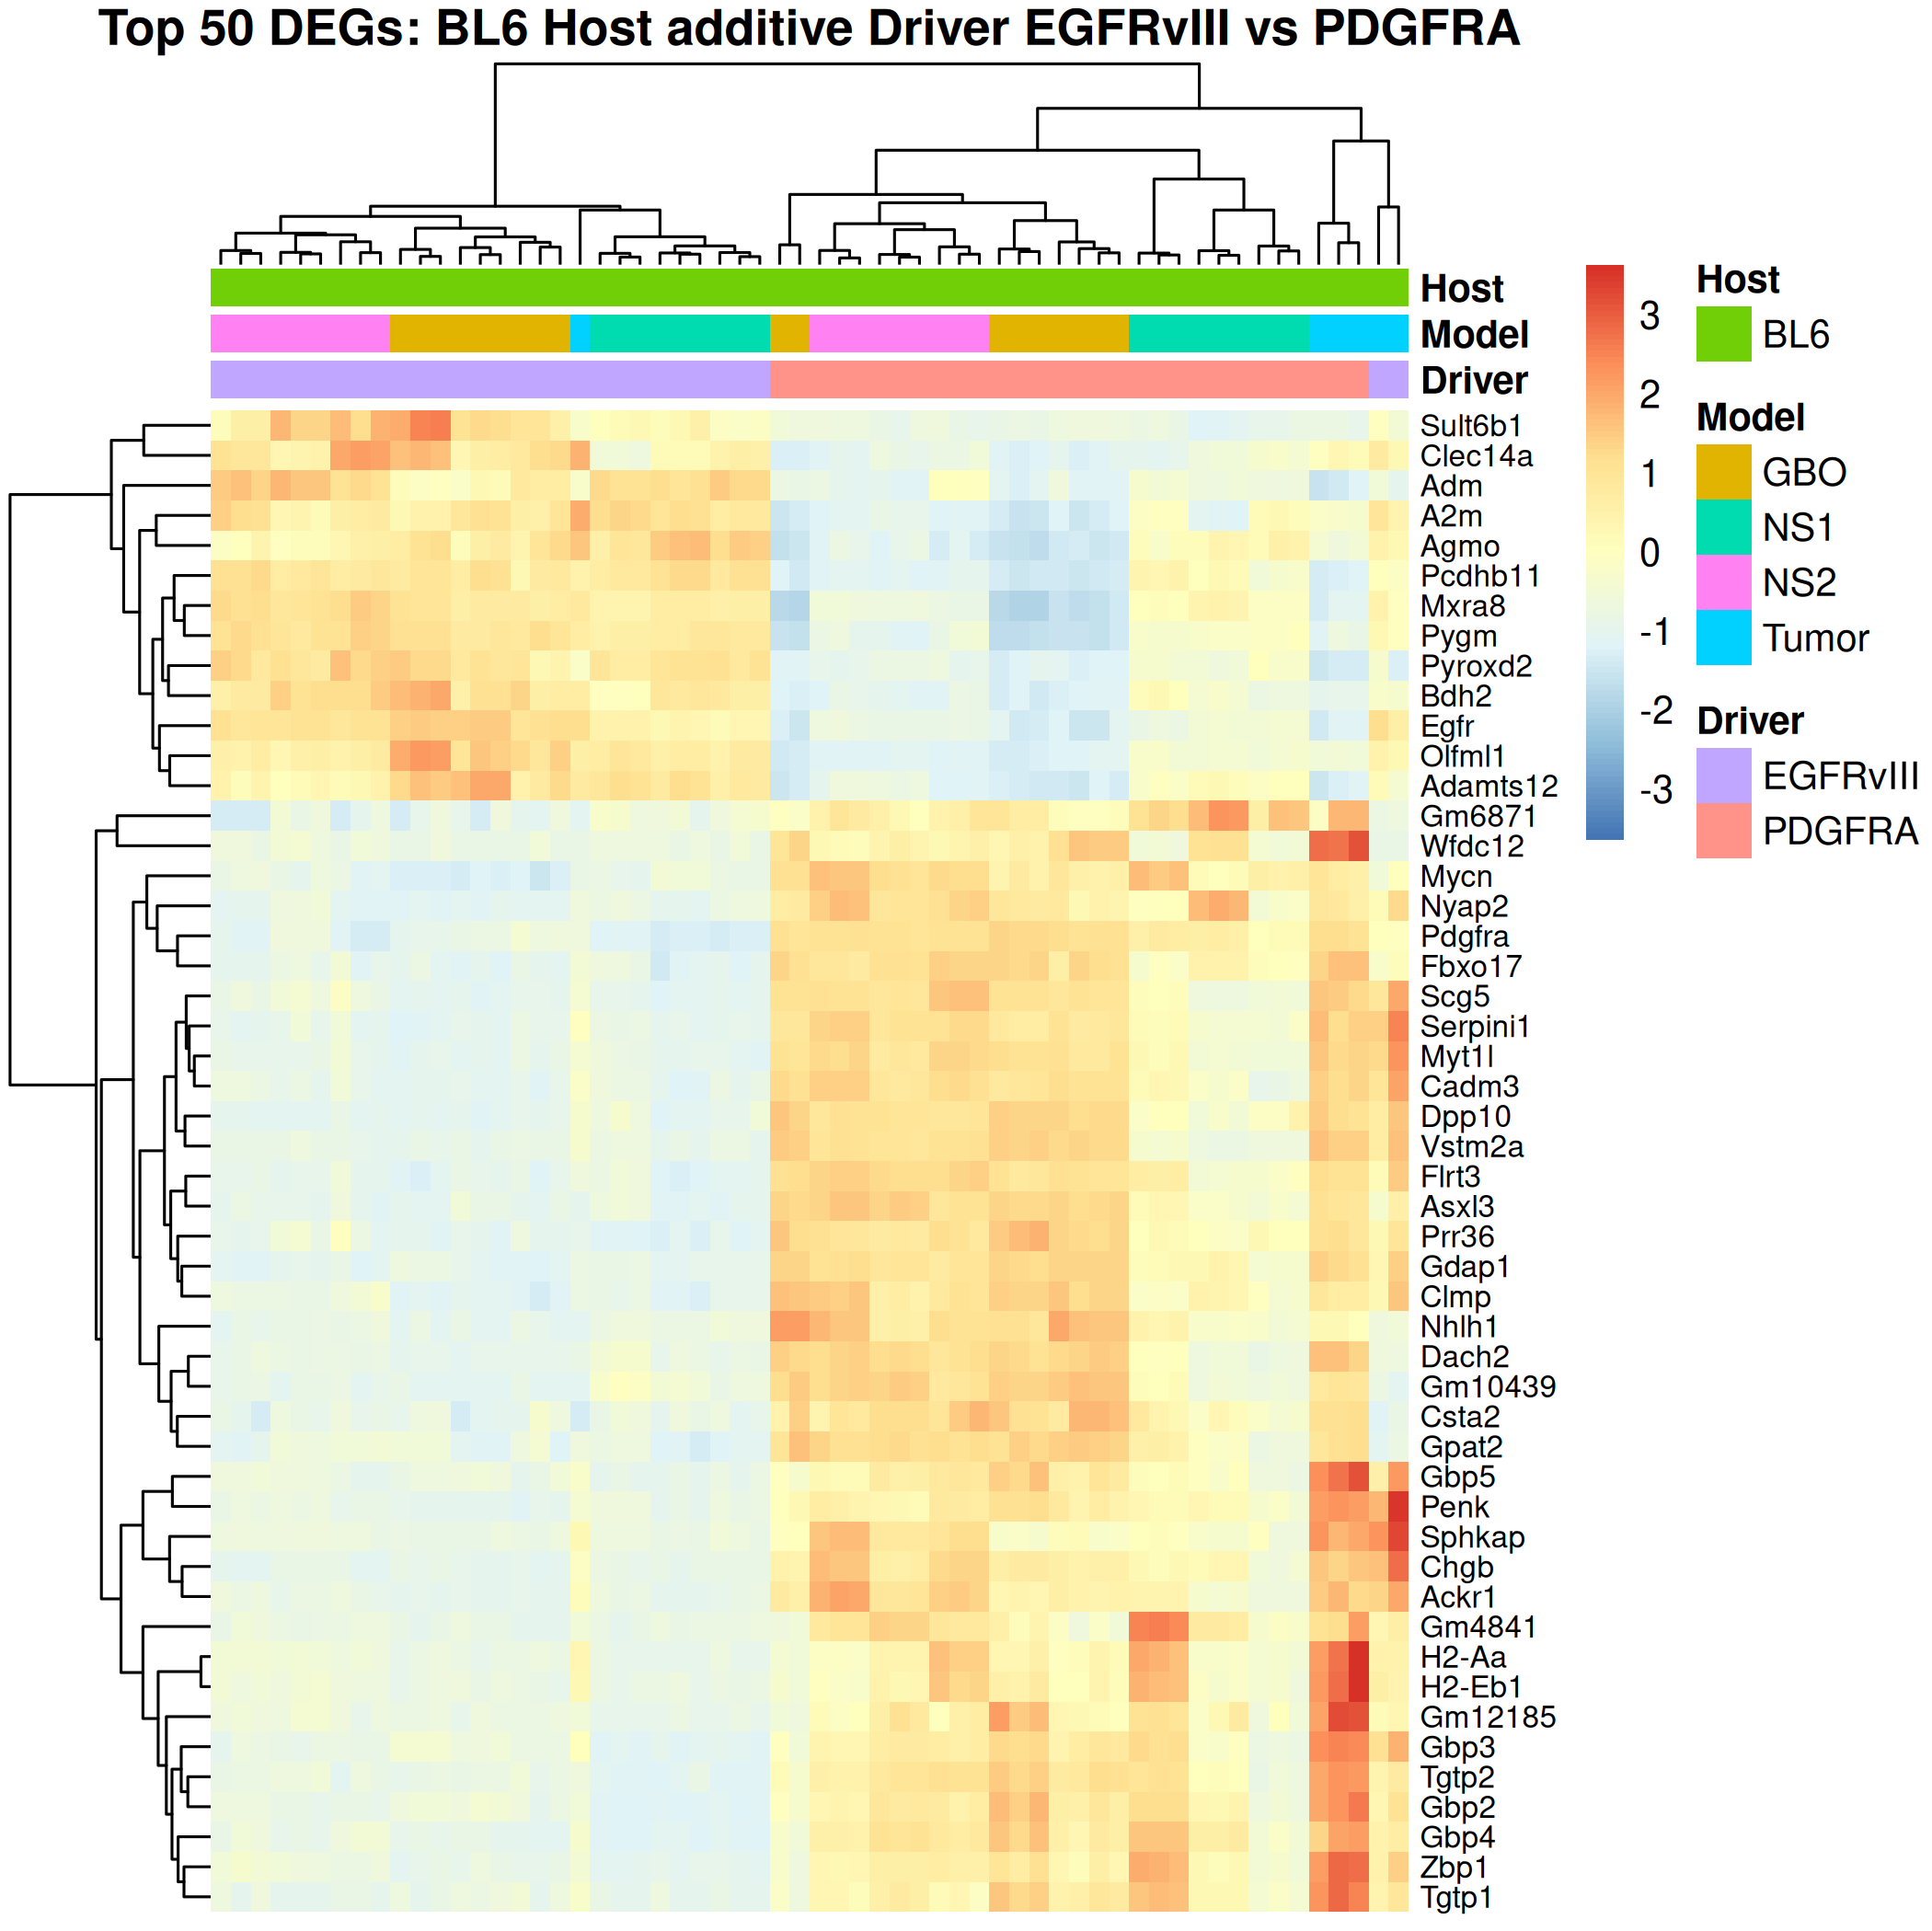 Top 50 DEGs: BL6 Host additive Driver EGFRvIII vs PDGFRA
Host
Model
Driver
Sult6b1
Clec14a
Adm
A2m
Agmo
Pcdhb11
Mxra8
Pygm
Pyroxd2
Bdh2
Egfr
Olfml1
Adamts12
Gm6871
Wfdc12
Mycn
Nyap2
Pdgfra
Fbxo17
Scg5
Serpini1
Myt1l
Cadm3
Dpp10
Vstm2a
Flrt3
Asxl3
Prr36
Gdap1
Clmp
Nhlh1
Dach2
Gm10439
Csta2
Gpat2
Gbp5
Penk
Sphkap
Chgb
Ackr1
Gm4841
H2-Aa
H2-Eb1
Gm12185
Gbp3
Tgtp2
Gbp2
Gbp4
Zbp1
Tgtp1
3
2
1
0
-1
-2
-3
Host
BL6
Model
GBO
NS1
NS2
Tumor
Driver
EGFRvIII
PDGFRA